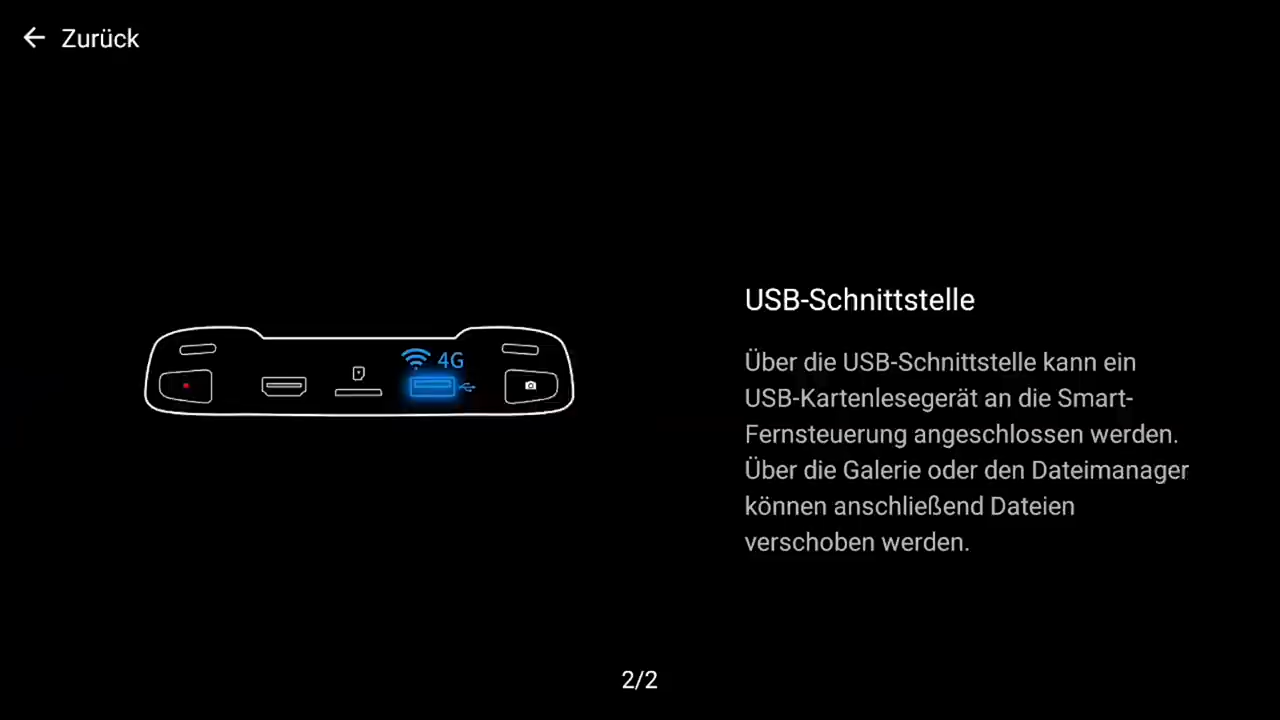 Zurück
4G
USB-Schnittstelle
Über die USB-Schnittstelle kann ein
USB-Kartenlesegerät an die Smart-
Fernsteuerung angeschlossen werden.
Über die Galerie oder den Dateimanager
können anschließend Dateien
verschoben werden.
2/2